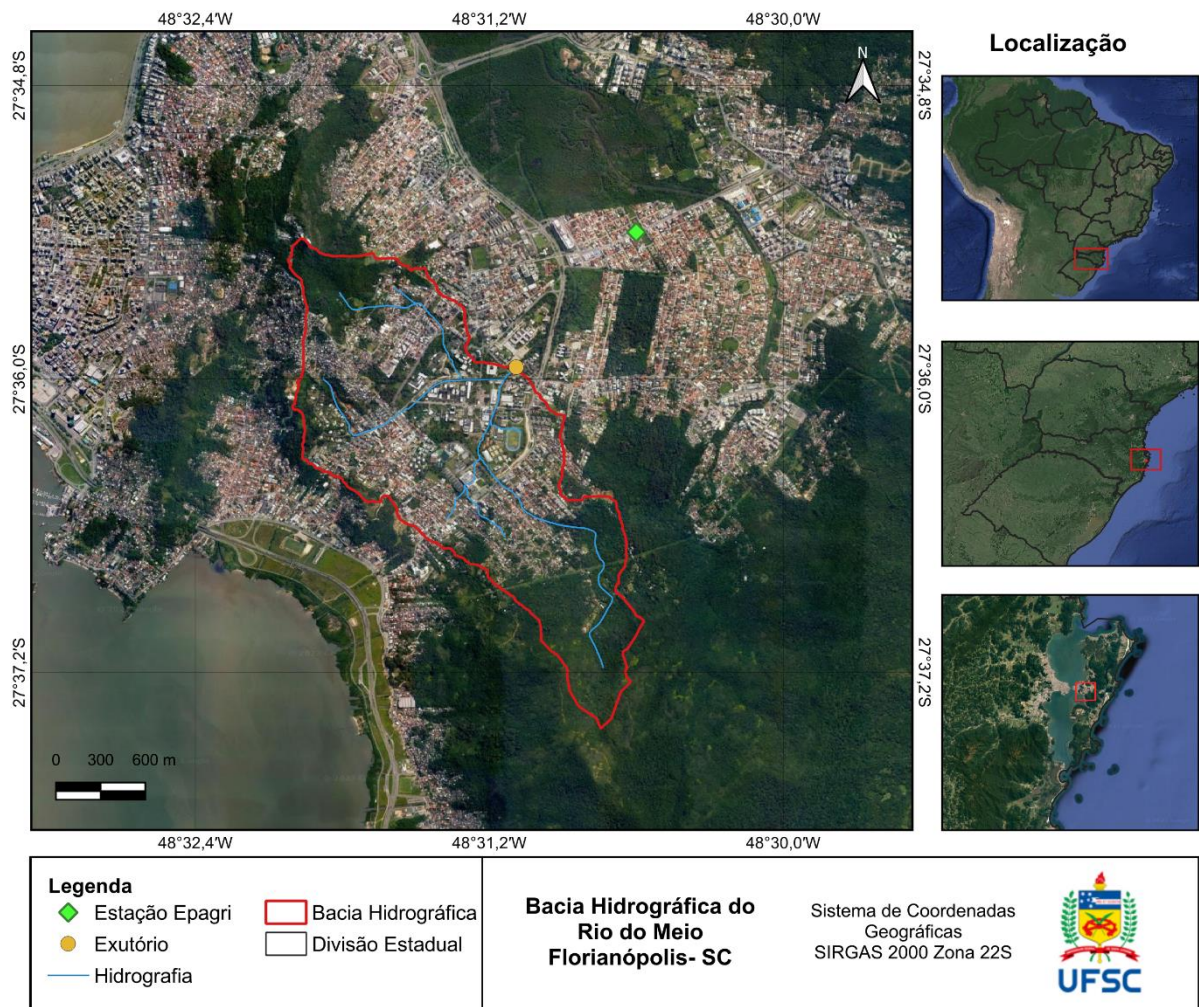 48°32,4'W
48°31,2'W
48°30,0'W
Localização
27°34,8'S
27°34,8'S
N
27°36,0'S
27°36,0'S
27°37,2'S
27°37,2'S
0 300 600 m
48°32,4'W
48°31,2'W
48°30,0'W
Legenda
Estação Epagri
Exutório
Hidrografia
Bacia Hidrográfica
Divisão Estadual
Bacia Hidrográfica do
Rio do Meio
Florianópolis- SC
Sistema de Coordenadas
Geográficas
SIRGAS 2000 Zona 22S
UFSC